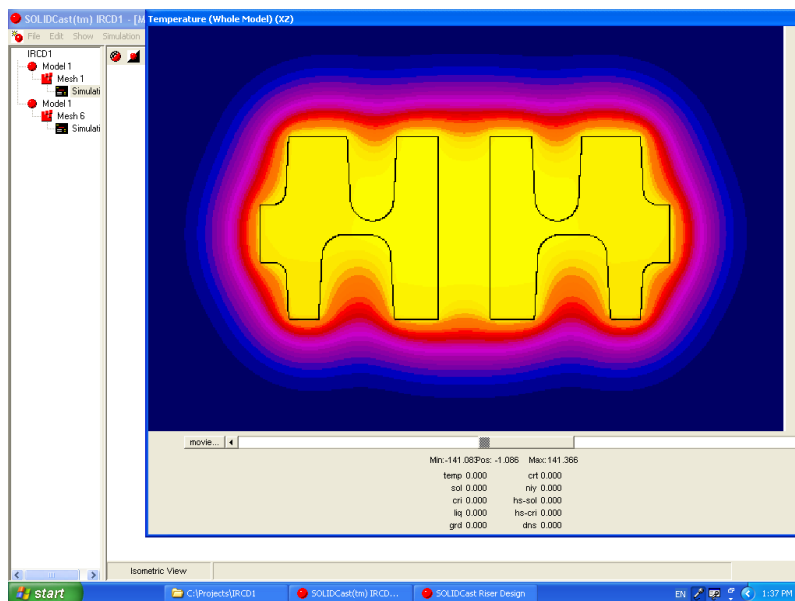 SOLIDCast(tm) IRCD1 - [M
Temperature (Whole Model) (XZ)
File Edit Show Simulation
IRCD1
Model 1
Mesh 1
Simulati
Model 1
Mesh 6
Simulati
movie...
Min:-141.083 Pos: -1.086 Max:141.366
temp 0.000 crt 0.000
sol 0.000 niy 0.000
cri 0.000 hs-sol 0.000
liq 0.000 hs-cri 0.000
grd 0.000 dns 0.000
Isometric View
start
C:\Projects\IRCD1
SOLIDCast(tm) IRCD...
SOLIDCast Riser Design
EN
1:37 PM